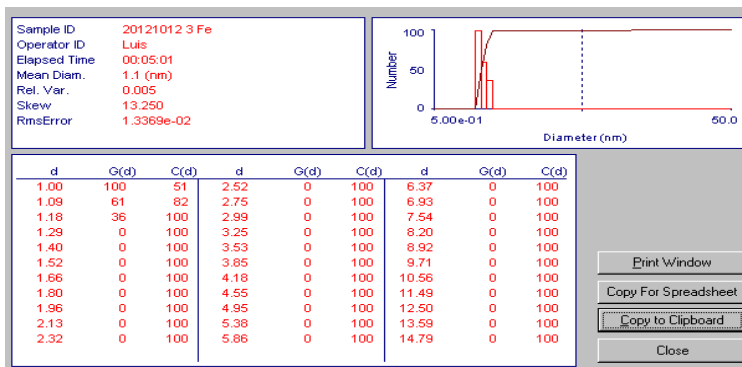 Sample ID 20121012 3 Fe
Operator ID Luis
Elapsed Time 00:05:01
Mean Diam. 1.1 (nm)
Rel. Var. 0.005
Skew 13.250
RmsError 1.3369e-02
100
50
0
Number
5.00e-01 50.0
Diameter (nm)
d G(d) C(d) d G(d) C(d) d G(d) C(d)
1.00 100 51 2.52 0 100 6.37 0 100
1.09 61 82 2.75 0 100 6.93 0 100
1.18 36 100 2.99 0 100 7.54 0 100
1.29 0 100 3.25 0 100 8.20 0 100
1.40 0 100 3.53 0 100 8.92 0 100
1.52 0 100 3.85 0 100 9.71 0 100
1.66 0 100 4.18 0 100 10.56 0 100
1.80 0 100 4.55 0 100 11.49 0 100
1.96 0 100 4.95 0 100 12.50 0 100
2.13 0 100 5.38 0 100 13.59 0 100
2.32 0 100 5.86 0 100 14.79 0 100
Print Window
Copy For Spreadsheet
Copy to Clipboard
Close